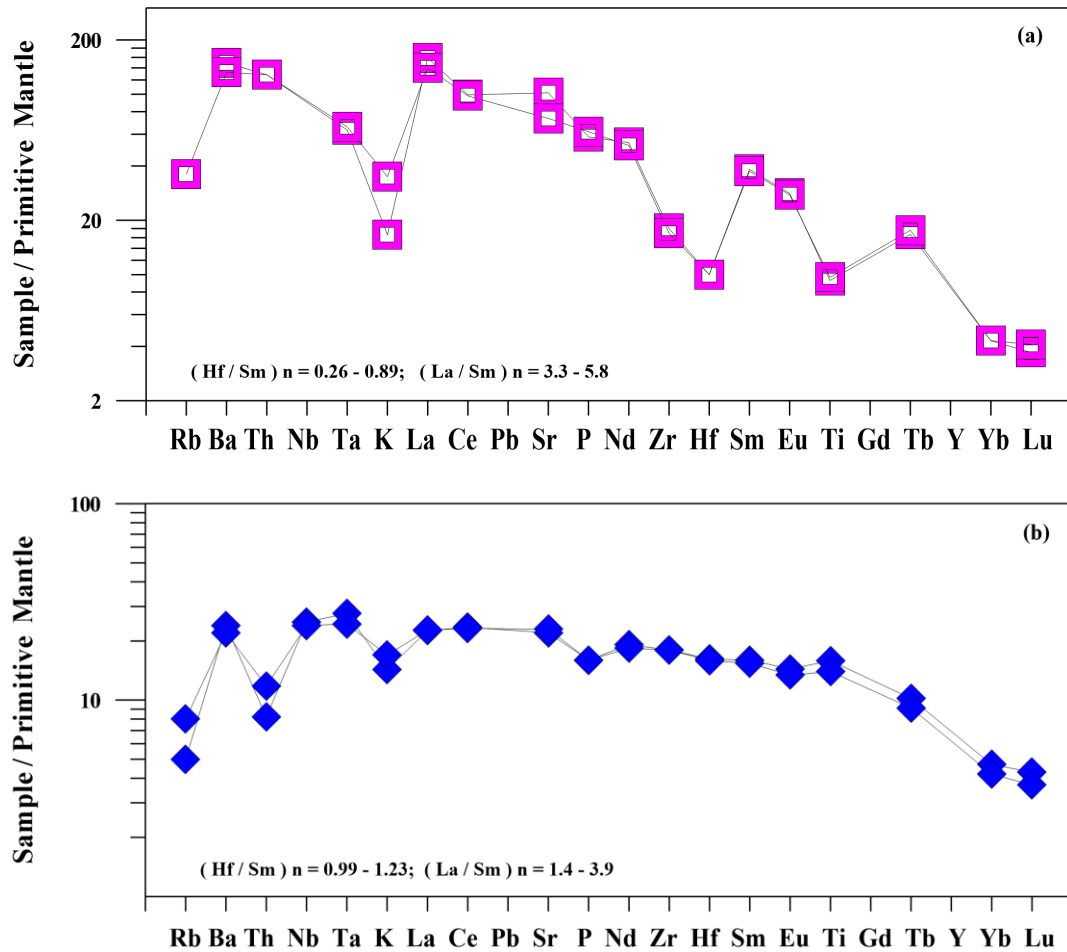 200
(a)
Sample / Primitive Mantle
20
( Hf / Sm ) n = 0.26 - 0.89; ( La / Sm ) n = 3.3 - 5.8
2
Rb Ba Th Nb Ta K La Ce Pb Sr P Nd Zr Hf Sm Eu Ti Gd Tb Y Yb Lu
100
(b)
Sample / Primitive Mantle
10
( Hf / Sm ) n = 0.99 - 1.23; ( La / Sm ) n = 1.4 - 3.9
Rb Ba Th Nb Ta K La Ce Pb Sr P Nd Zr Hf Sm Eu Ti Gd Tb Y Yb Lu